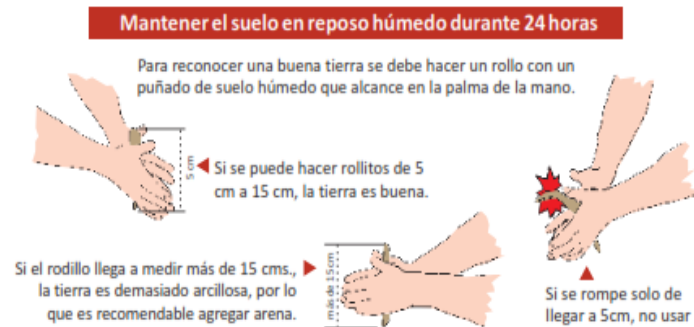 Mantener el suelo en reposo húmedo durante 24 horas
Para reconocer una buena tierra se debe hacer un rollo con un
puñado de suelo húmedo que alcance en la palma de la mano.
5 cm
Si se puede hacer rollitos de 5
cm a 15 cm, la tierra es buena.
Si el rodillo llega a medir más de 15 cms.,
la tierra es demasiado arcillosa, por lo
que es recomendable agregar arena.
más de 15cm
Si se rompe solo de
llegar a 5cm, no usar